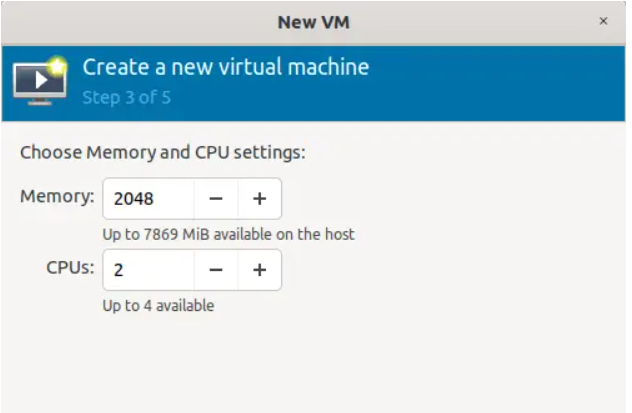 New VM
Create a new virtual machine
Step 3 of 5
Choose Memory and CPU settings:
Memory: 2048 − +
Up to 7869 MiB available on the host
CPUs: 2 − +
Up to 4 available